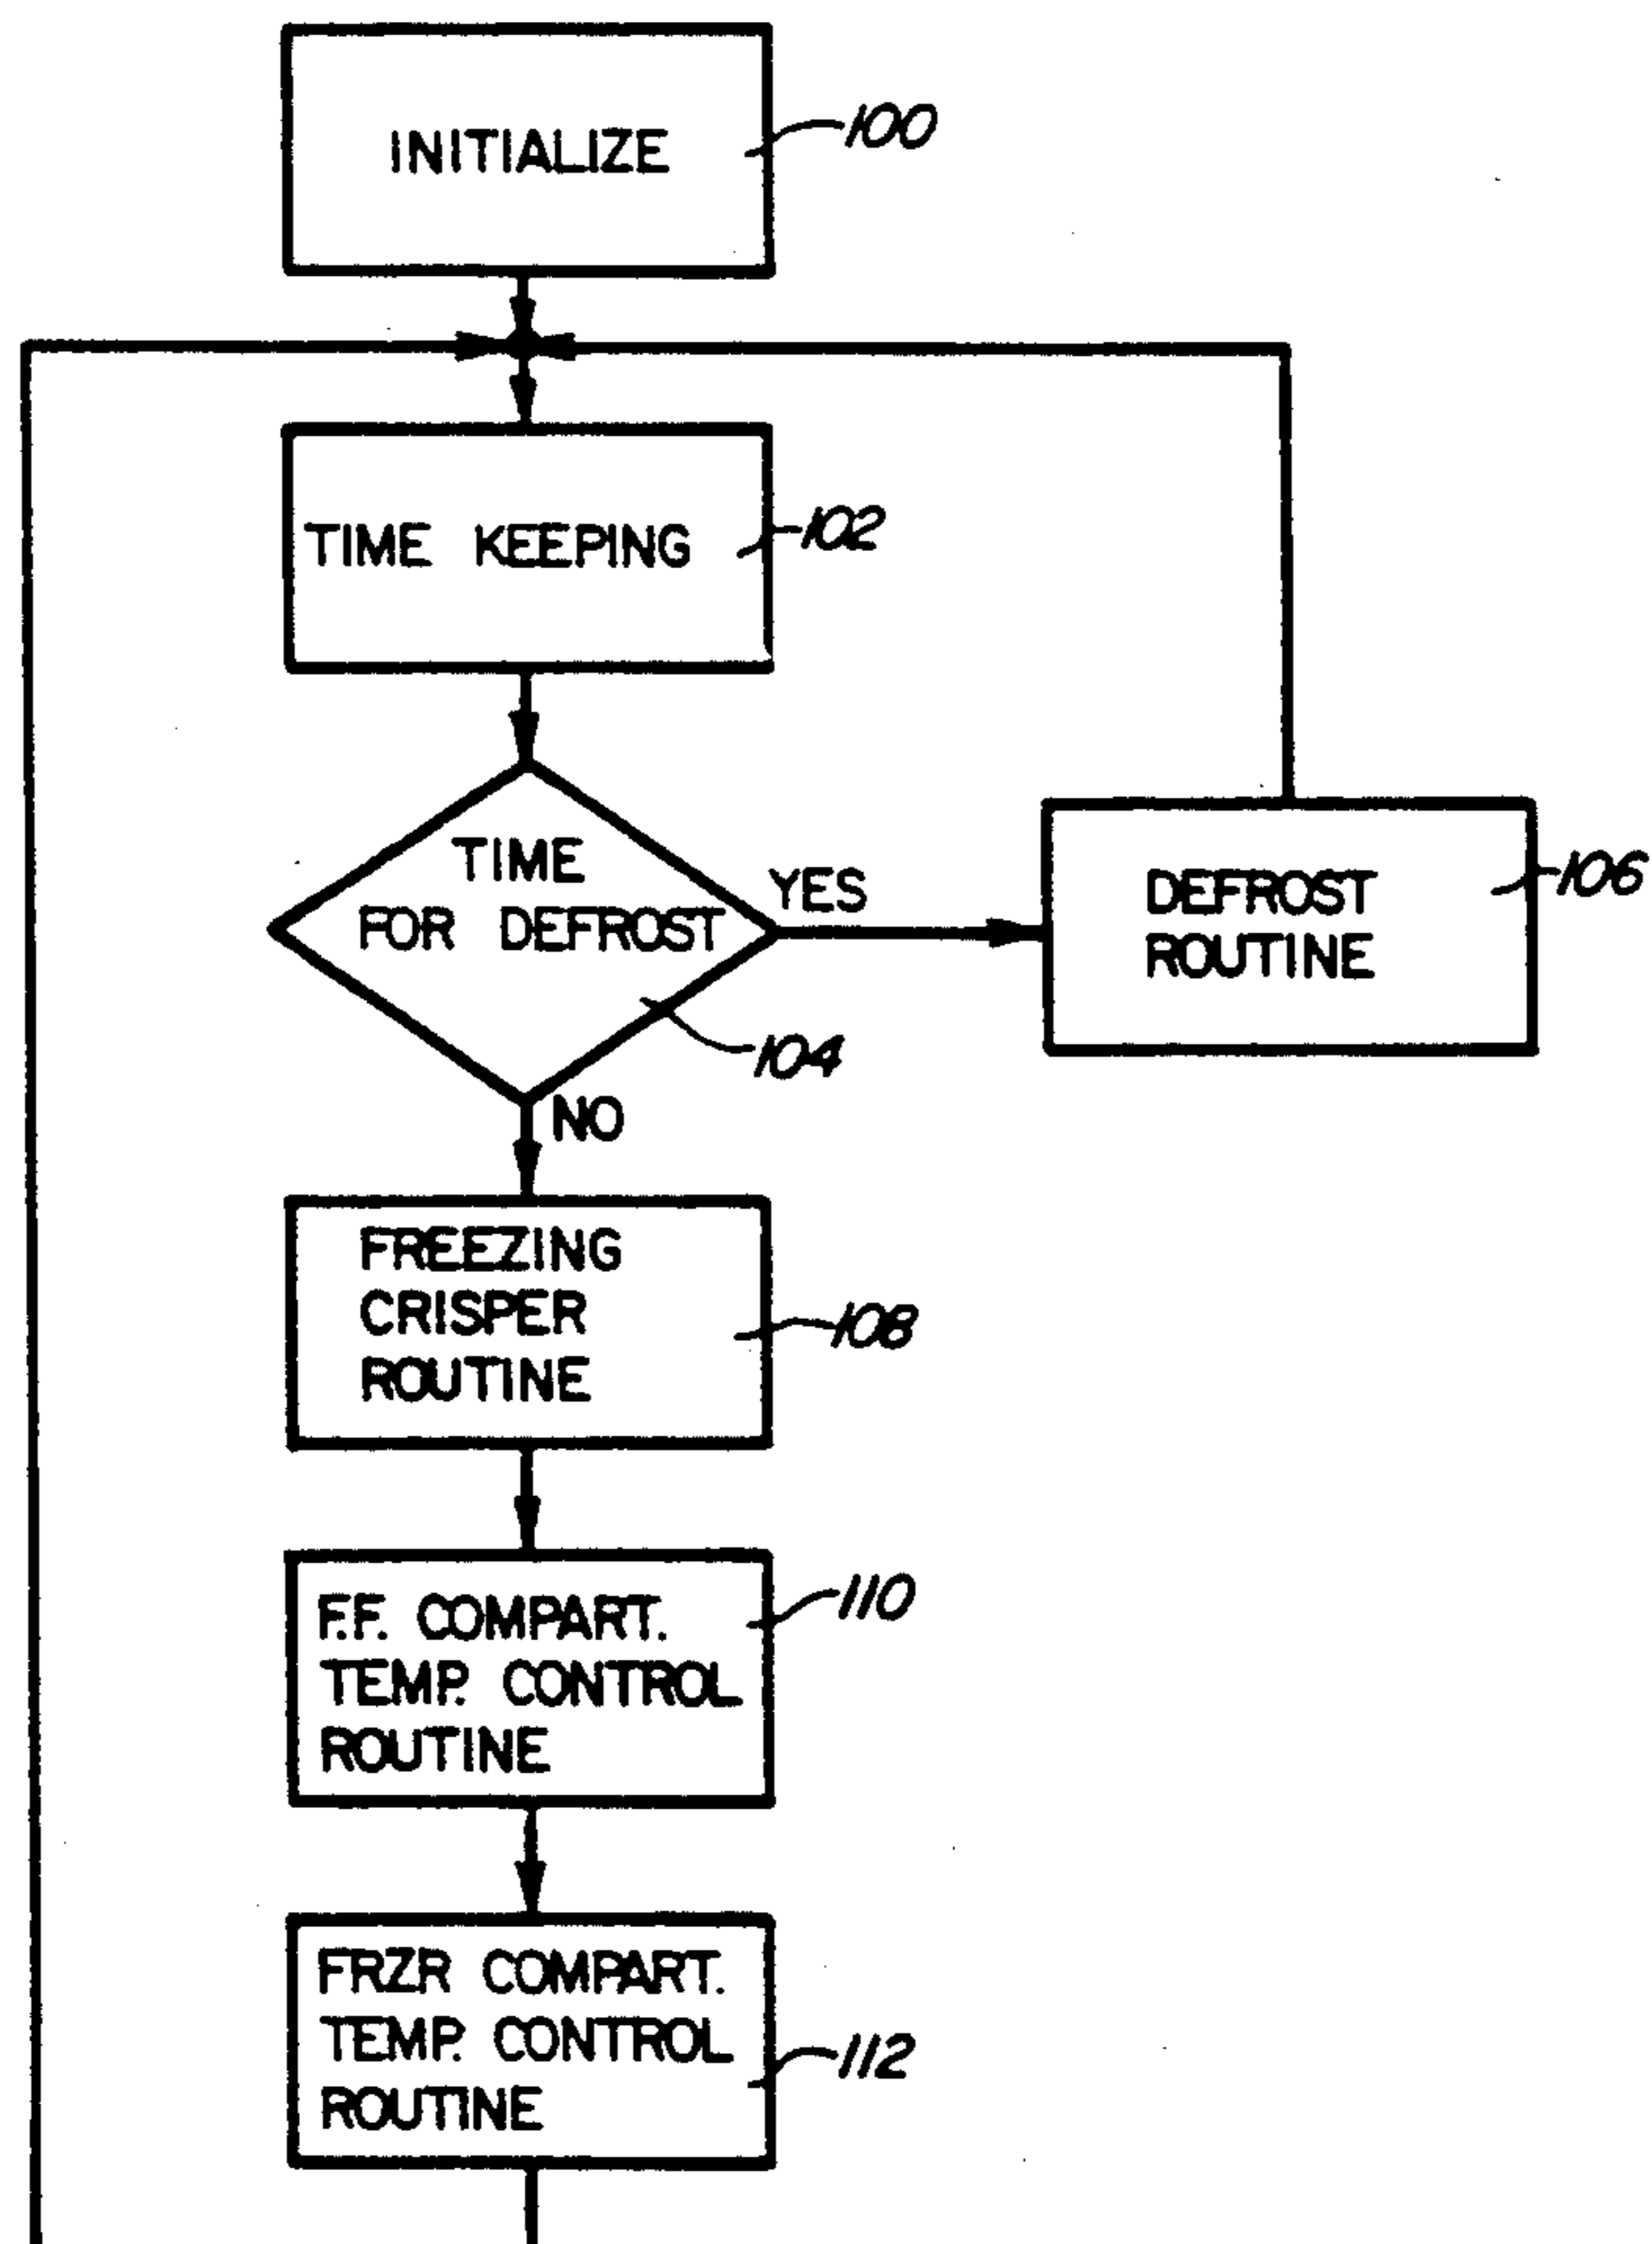 INITIALIZE
100
TIME KEEPING
102
TIME
FOR DEFROST
YES
104
NO
DEFROST
ROUTINE
106
FREEZING
CRISPER
ROUTINE
108
F.F. COMPART.
TEMP. CONTROL
ROUTINE
110
FRZR COMPART.
TEMP. CONTROL
ROUTINE
112